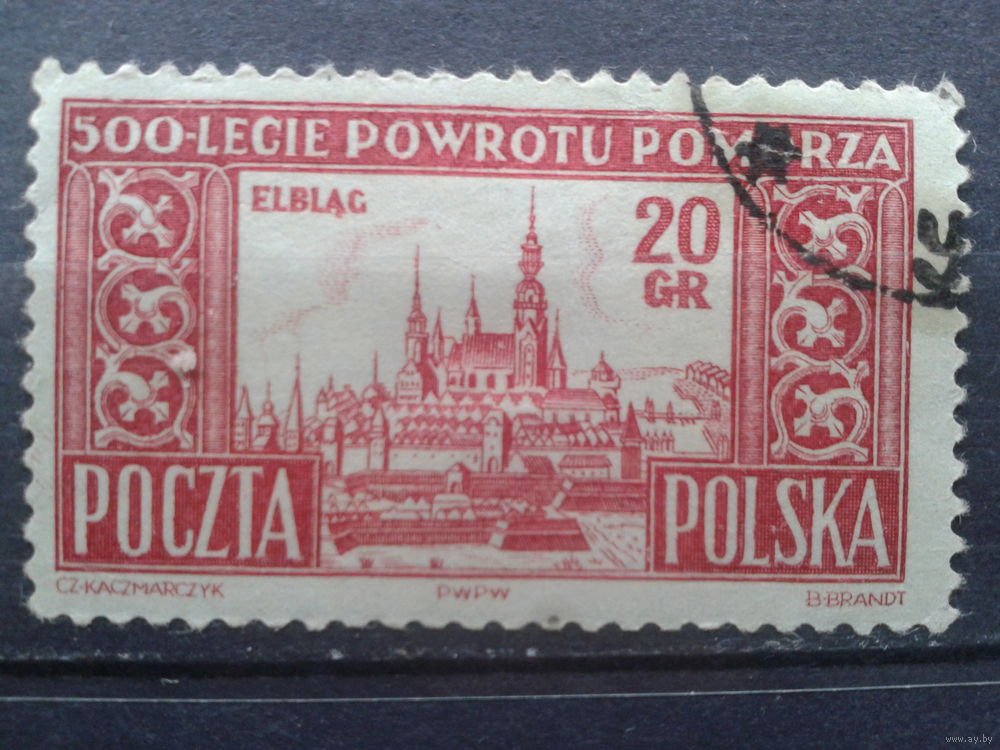 500-LECIE POWROTU POMORZA
ELBLĄG
20
GR
POCZTA POLSKA
CZ·KACZMARCZYK PWPW B·BRANDT
www.ay.by